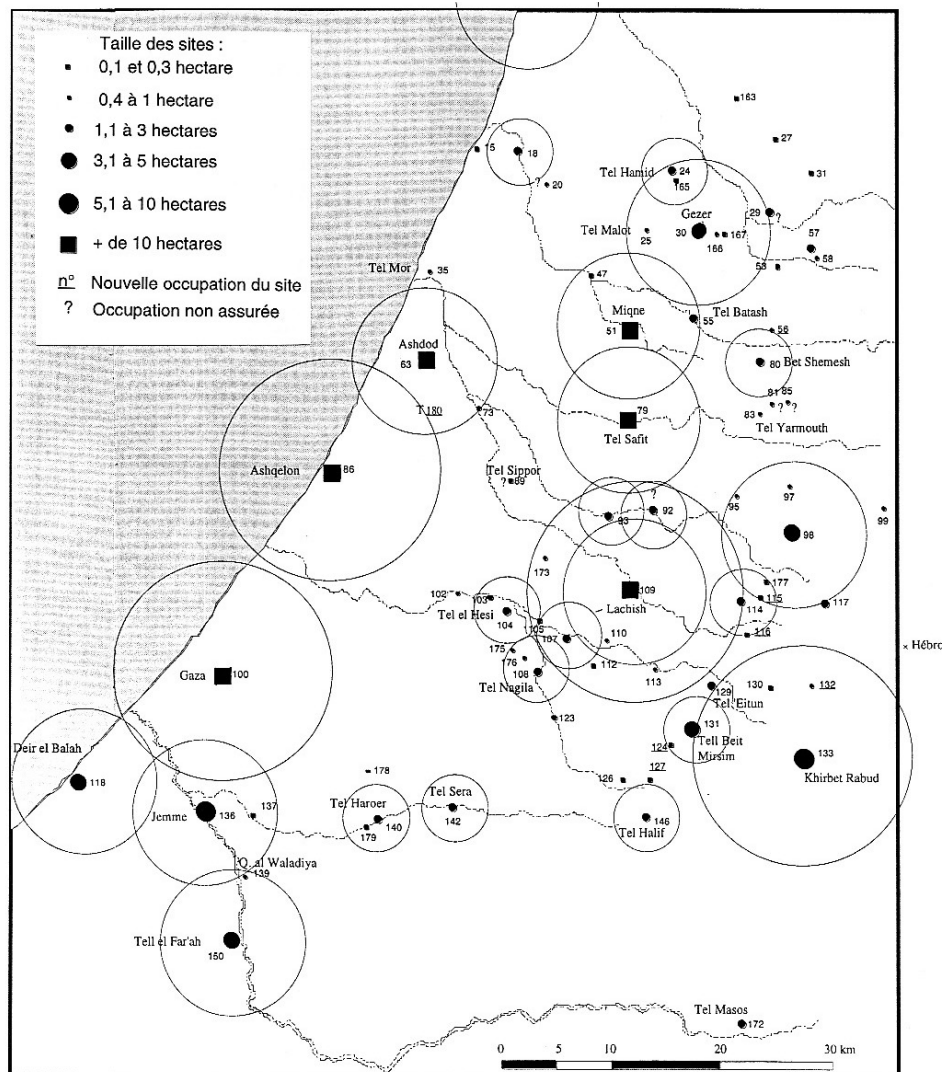 Taille des sites :
0,1 et 0,3 hectare
0,4 à 1 hectare
1,1 à 3 hectares
3,1 à 5 hectares
5,1 à 10 hectares
+ de 10 hectares
n° Nouvelle occupation du site
? Occupation non assurée
163
27
15
18
Tel Hamid
24
165
31
? 20
29 ?
Gezer
Tel Malot
25
30
166
167
57
58
53
Tel Mor
35
47
Miqne
51
55
Tel Batash
56
Ashdod
63
80
Bet Shemesh
81
85
? ?
83
Tel Yarmouth
T 180
73
79
Tel Safit
Ashqelon
86
Tel Sippor
? 89
?
93
92
95
97
98
99
173
109
Lachish
177
115
114
117
116
102
103
Tel el Hesi
104
105
107
110
× Hébro
175
176
108
112
113
Tel Nagila
Gaza
100
129
Tel 'Eitun
130
132
123
131
Tell Beit
Mirsim
124
133
Khirbet Rabud
Deir el Balah
118
178
126
127
Jemme
136
137
Tel Haroer
140
179
Tel Sera
142
146
Tel Halif
Q. al Waladiya
139
Tell el Far'ah
150
Tel Masos
172
0 5 10 20 30 km